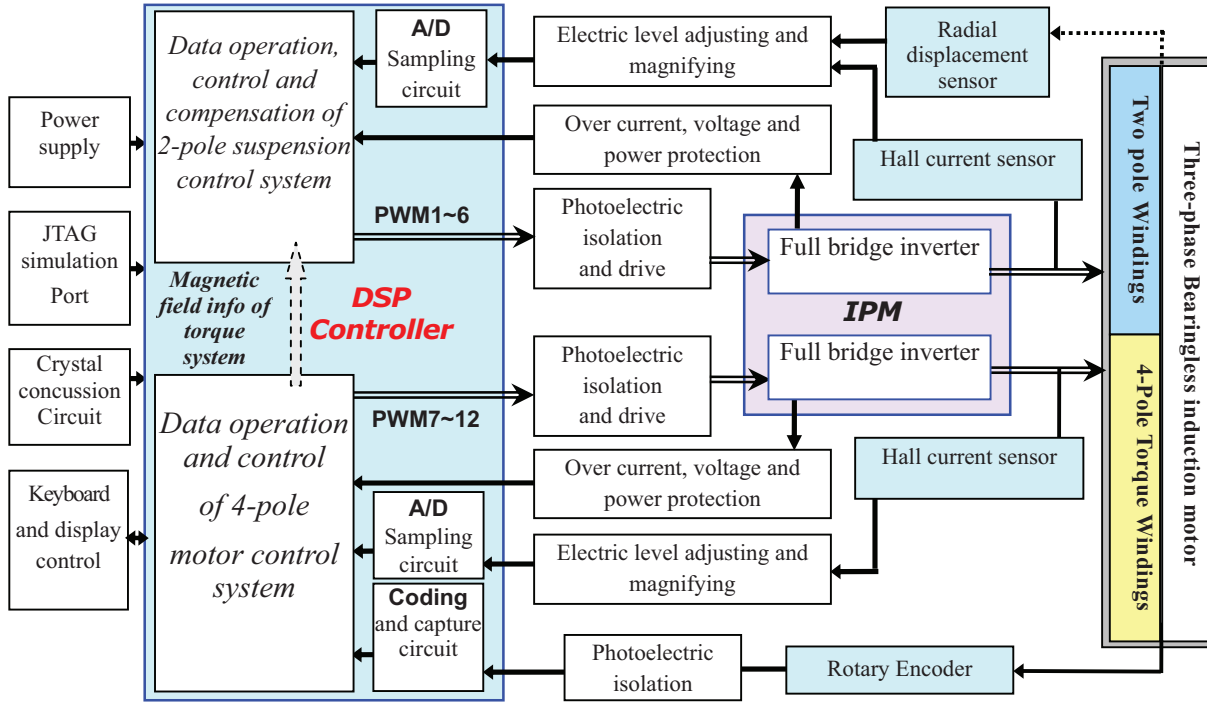 Power
supply
JTAG
simulation
Port
Crystal
concussion
Circuit
Keyboard
and display
control
Data operation,
control and
compensation of
2-pole suspension
control system
A/D
Sampling
circuit
PWM1~6
Magnetic
field info of
torque
system
DSP
Controller
PWM7~12
Data operation
and control
of 4-pole
motor control
system
A/D
Sampling
circuit
Coding
and capture
circuit
Electric level adjusting and
magnifying
Over current, voltage and
power protection
Photoelectric
isolation
and drive
Photoelectric
isolation
and drive
Over current, voltage and
power protection
Electric level adjusting and
magnifying
Photoelectric
isolation
Radial
displacement
sensor
Hall current sensor
Full bridge inverter
IPM
Full bridge inverter
Hall current sensor
Rotary Encoder
Two pole Windings
4-Pole Torque Windings
Three-phase Bearingless induction motor